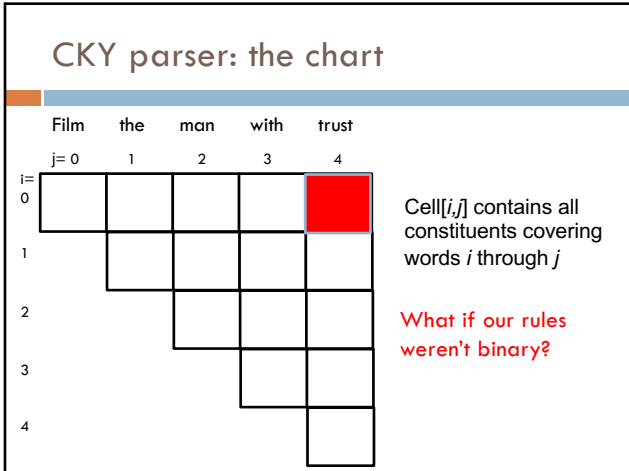 CKY parser: the chart
Film the man with trust
j= 0 1 2 3 4
i=
0
Cell[i,j] contains all
constituents covering
words i through j
1
2
What if our rules
weren't binary?
3
4